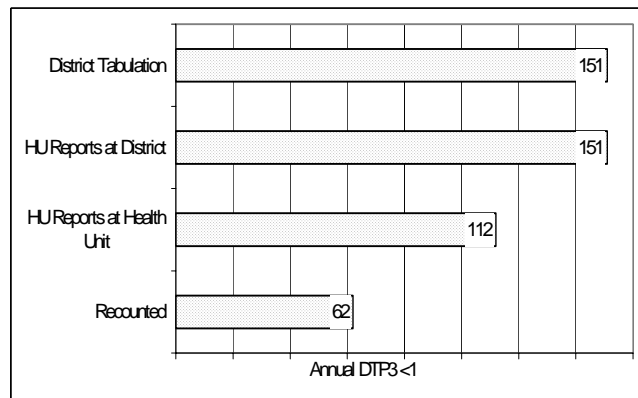 District Tabulation
151
HU Reports at District
151
HU Reports at Health
Unit
112
Recounted
62
Annual DTP3 <1